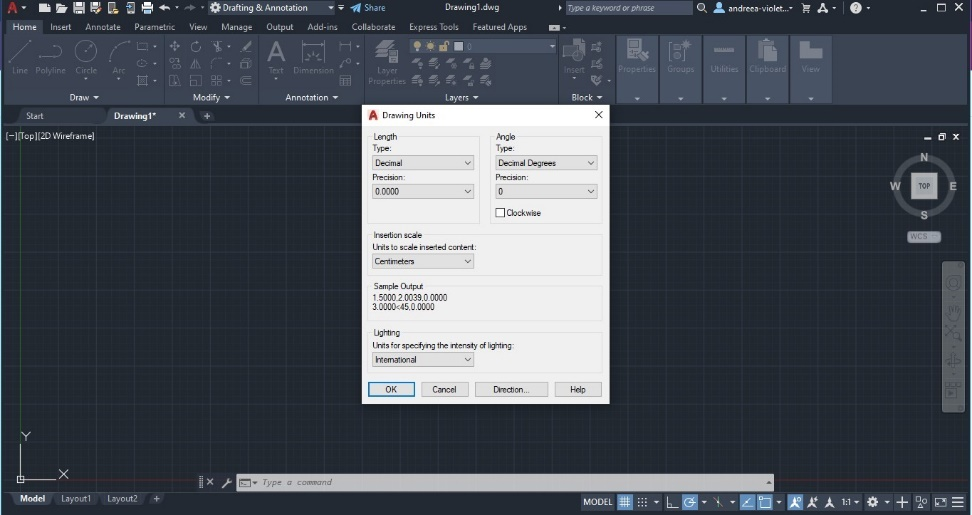 Drafting & Annotation
Share
Drawing1.dwg
Type a keyword or phrase
andreea-violet...
Home Insert Annotate Parametric View Manage Output Add-ins Collaborate Express Tools Featured Apps
Line Polyline Circle Arc
Text Dimension
Layer
Properties
0
Insert
Properties Groups Utilities Clipboard View
Draw Modify Annotation Layers Block
Start Drawing1* +
[−][Top][2D Wireframe]
Drawing Units
Length
Type:
Decimal
Precision:
0.0000
Angle
Type:
Decimal Degrees
Precision:
0
Clockwise
Insertion scale
Units to scale inserted content:
Centimeters
Sample Output
1.5000,2.0039,0.0000
3.0000<45,0.0000
Lighting
Units for specifying the intensity of lighting:
International
OK Cancel Direction... Help
N
W TOP E
S
WCS
Y
X
Type a command
Model Layout1 Layout2 +
MODEL 1:1